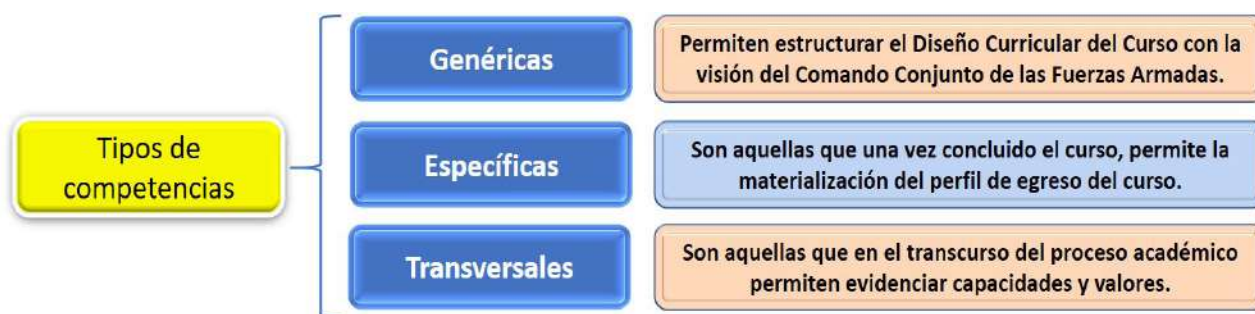 Tipos de
competencias
Genéricas
Permiten estructurar el Diseño Curricular del Curso con la
visión del Comando Conjunto de las Fuerzas Armadas.
Específicas
Son aquellas que una vez concluido el curso, permite la
materialización del perfil de egreso del curso.
Transversales
Son aquellas que en el transcurso del proceso académico
permiten evidenciar capacidades y valores.